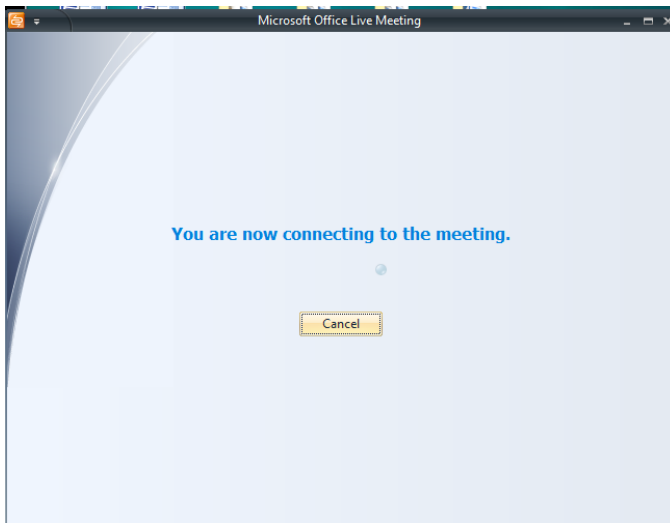 Microsoft Office Live Meeting
You are now connecting to the meeting.
Cancel